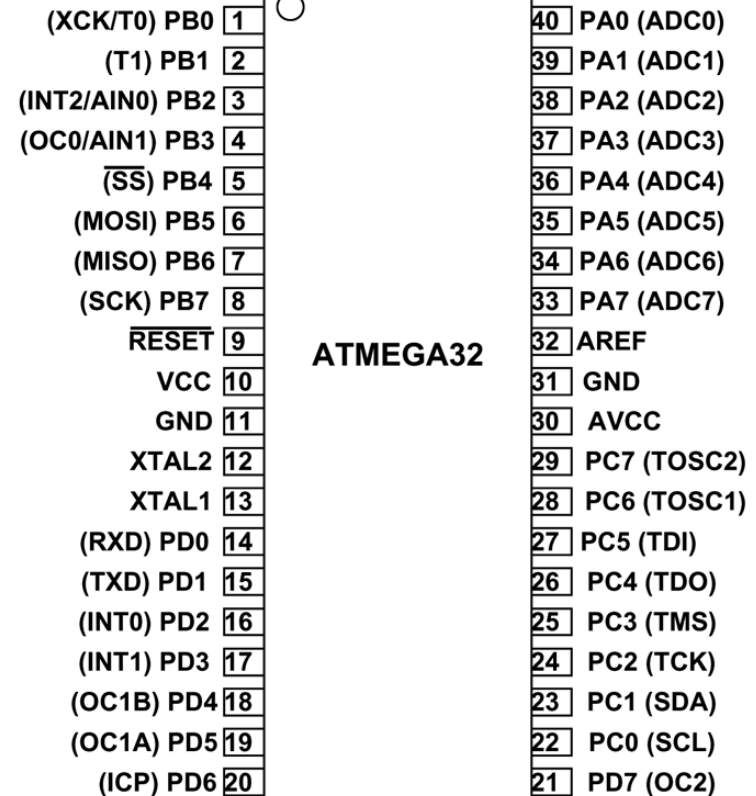 (XCK/T0) PB0 1
(T1) PB1 2
(INT2/AIN0) PB2 3
(OC0/AIN1) PB3 4
(SS) PB4 5
(MOSI) PB5 6
(MISO) PB6 7
(SCK) PB7 8
RESET 9
VCC 10
GND 11
XTAL2 12
XTAL1 13
(RXD) PD0 14
(TXD) PD1 15
(INT0) PD2 16
(INT1) PD3 17
(OC1B) PD4 18
(OC1A) PD5 19
(ICP) PD6 20
ATMEGA32
40 PA0 (ADC0)
39 PA1 (ADC1)
38 PA2 (ADC2)
37 PA3 (ADC3)
36 PA4 (ADC4)
35 PA5 (ADC5)
34 PA6 (ADC6)
33 PA7 (ADC7)
32 AREF
31 GND
30 AVCC
29 PC7 (TOSC2)
28 PC6 (TOSC1)
27 PC5 (TDI)
26 PC4 (TDO)
25 PC3 (TMS)
24 PC2 (TCK)
23 PC1 (SDA)
22 PC0 (SCL)
21 PD7 (OC2)